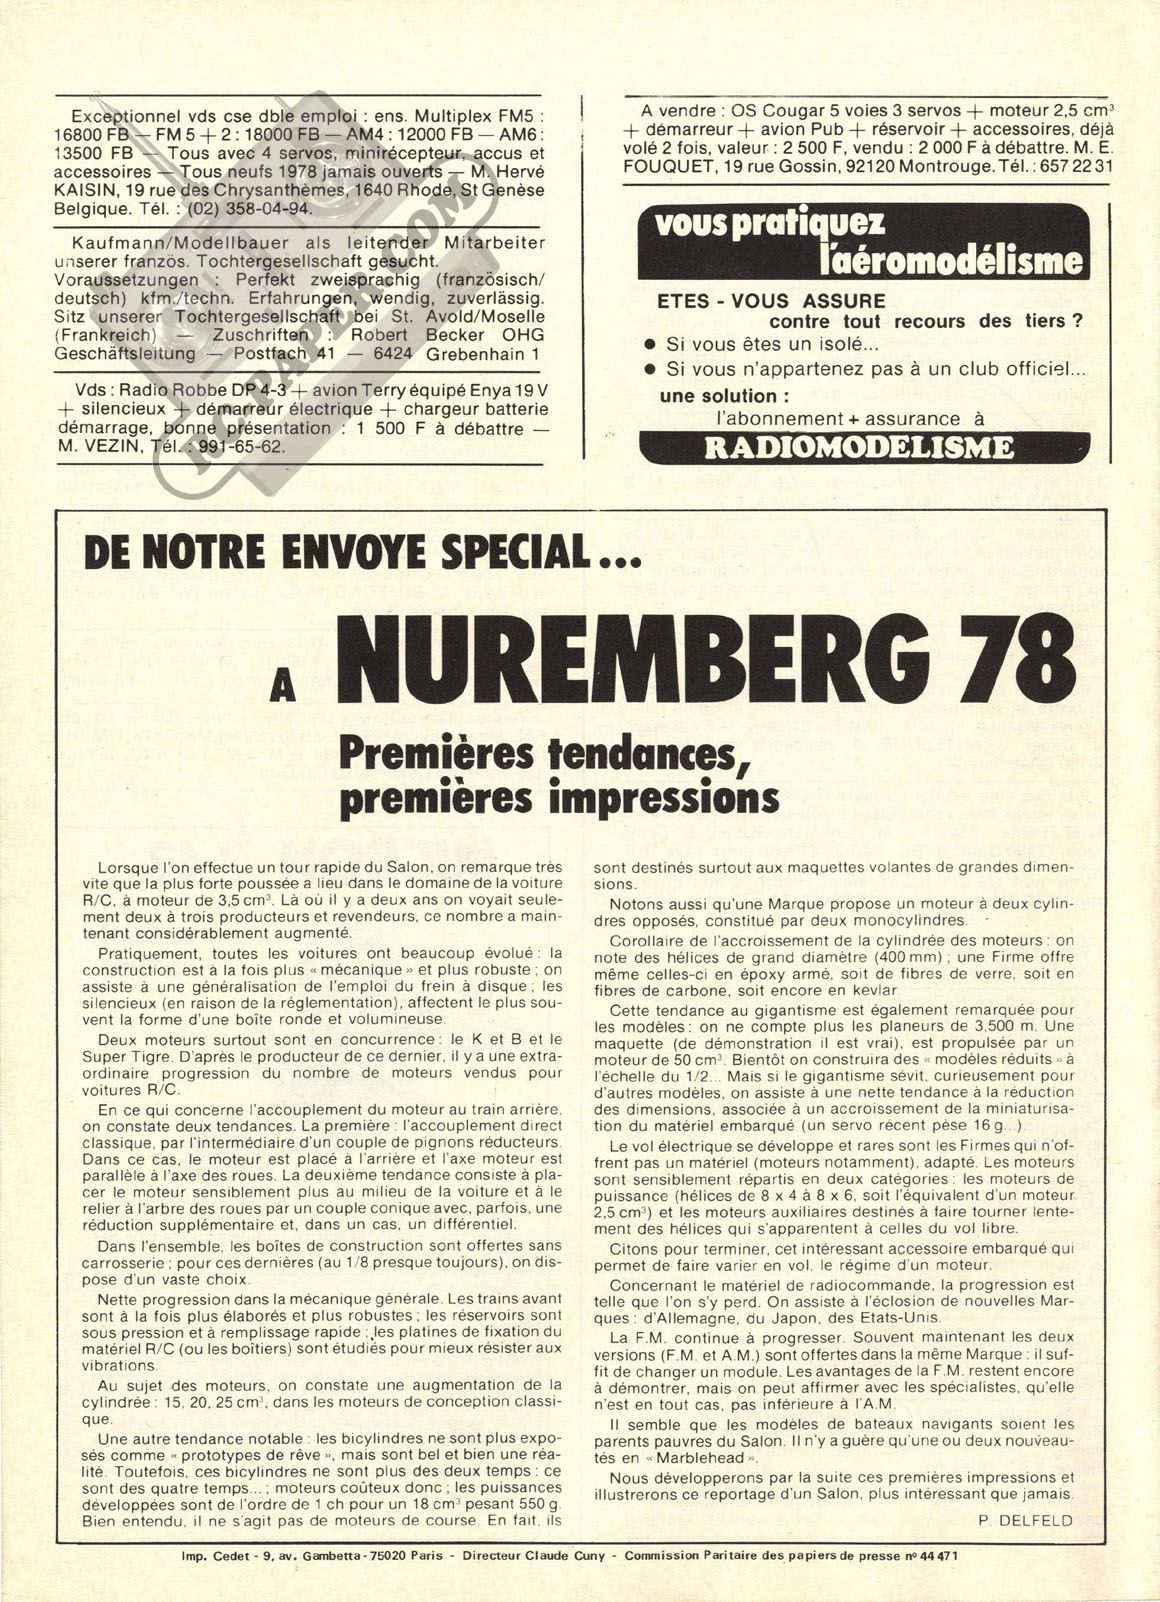 Exceptionnel vds cse dble emploi : ens. Multiplex FM5 :
16800 FB — FM 5 + 2 : 18000 FB — AM4 : 12000 FB — AM6 :
13500 FB — Tous avec 4 servos, minirécepteur, accus et
accessoires — Tous neufs 1978 jamais ouverts — M. Hervé
KAISIN, 19 rue des Chrysanthèmes, 1640 Rhode, St Genèse
Belgique. Tél. : (02) 358-04-94.
Kaufmann/Modellbauer als leitender Mitarbeiter
unserer französ. Tochtergesellschaft gesucht.
Voraussetzungen : Perfekt zweisprachig (französisch/
deutsch) kfm./techn. Erfahrungen, wendig, zuverlässig.
Sitz unserer Tochtergesellschaft bei St. Avold/Moselle
(Frankreich) — Zuschriften : Robert Becker OHG
Geschäftsleitung — Postfach 41 — 6424 Grebenhain 1
Vds : Radio Robbe DP 4-3 + avion Terry équipé Enya 19 V
+ silencieux + démarreur électrique + chargeur batterie
démarrage, bonne présentation : 1 500 F à débattre —
M. VEZIN, Tél. : 991-65-62.
RC-PAPER.COM
A vendre : OS Cougar 5 voies 3 servos + moteur 2,5 cm³
+ démarreur + avion Pub + réservoir + accessoires, déjà
volé 2 fois, valeur : 2 500 F, vendu : 2 000 F à débattre. M. E.
FOUQUET, 19 rue Gossin, 92120 Montrouge. Tél. : 657 22 31
vous pratiquez
l'aéromodélisme
ETES - VOUS ASSURE
contre tout recours des tiers ?
● Si vous êtes un isolé...
● Si vous n'appartenez pas à un club officiel...
une solution :
l'abonnement + assurance à
RADIOMODELISME
DE NOTRE ENVOYE SPECIAL...
A NUREMBERG 78
Premières tendances,
premières impressions
Lorsque l'on effectue un tour rapide du Salon, on remarque très
vite que la plus forte poussée a lieu dans le domaine de la voiture
R/C, à moteur de 3,5 cm³. Là où il y a deux ans on voyait seule-
ment deux à trois producteurs et revendeurs, ce nombre a main-
tenant considérablement augmenté.
Pratiquement, toutes les voitures ont beaucoup évolué : la
construction est à la fois plus « mécanique » et plus robuste ; on
assiste à une généralisation de l'emploi du frein à disque ; les
silencieux (en raison de la réglementation), affectent le plus sou-
vent la forme d'une boîte ronde et volumineuse.
Deux moteurs surtout sont en concurrence : le K et B et le
Super Tigre. D'après le producteur de ce dernier, il y a une extra-
ordinaire progression du nombre de moteurs vendus pour
voitures R/C.
En ce qui concerne l'accouplement du moteur au train arrière,
on constate deux tendances. La première : l'accouplement direct
classique, par l'intermédiaire d'un couple de pignons réducteurs.
Dans ce cas, le moteur est placé à l'arrière et l'axe moteur est
parallèle à l'axe des roues. La deuxième tendance consiste à pla-
cer le moteur sensiblement plus au milieu de la voiture et à le
relier à l'arbre des roues par un couple conique avec, parfois, une
réduction supplémentaire et, dans un cas, un différentiel.
Dans l'ensemble, les boîtes de construction sont offertes sans
carrosserie ; pour ces dernières (au 1/8 presque toujours), on dis-
pose d'un vaste choix.
Nette progression dans la mécanique générale. Les trains avant
sont à la fois plus élaborés et plus robustes ; les réservoirs sont
sous pression et à remplissage rapide ; les platines de fixation du
matériel R/C (ou les boîtiers) sont étudiés pour mieux résister aux
vibrations.
Au sujet des moteurs, on constate une augmentation de la
cylindrée : 15, 20, 25 cm³, dans les moteurs de conception classi-
que.
Une autre tendance notable : les bicylindres ne sont plus expo-
sés comme « prototypes de rêve », mais sont bel et bien une réa-
lité. Toutefois, ces bicylindres ne sont plus des deux temps : ce
sont des quatre temps... ; moteurs coûteux donc ; les puissances
développées sont de l'ordre de 1 ch pour un 18 cm³ pesant 550 g.
Bien entendu, il ne s'agit pas de moteurs de course. En fait, ils
sont destinés surtout aux maquettes volantes de grandes dimen-
sions.
Notons aussi qu'une Marque propose un moteur à deux cylin-
dres opposés, constitué par deux monocylindres.
Corollaire de l'accroissement de la cylindrée des moteurs : on
note des hélices de grand diamètre (400 mm) ; une Firme offre
même celles-ci en époxy armé, soit de fibres de verre, soit en
fibres de carbone, soit encore en kevlar.
Cette tendance au gigantisme est également remarquée pour
les modèles : on ne compte plus les planeurs de 3,500 m. Une
maquette (de démonstration il est vrai), est propulsée par un
moteur de 50 cm³. Bientôt on construira des « modèles réduits » à
l'échelle du 1/2... Mais si le gigantisme sévit, curieusement pour
d'autres modèles, on assiste à une nette tendance à la réduction
des dimensions, associée à un accroissement de la miniaturisa-
tion du matériel embarqué (un servo récent pèse 16 g...).
Le vol électrique se développe et rares sont les Firmes qui n'of-
frent pas un matériel (moteurs notamment), adapté. Les moteurs
sont sensiblement répartis en deux catégories : les moteurs de
puissance (hélices de 8 x 4 à 8 x 6, soit l'équivalent d'un moteur
2,5 cm³) et les moteurs auxiliaires destinés à faire tourner lente-
ment des hélices qui s'apparentent à celles du vol libre.
Citons pour terminer, cet intéressant accessoire embarqué qui
permet de faire varier en vol, le régime d'un moteur.
Concernant le matériel de radiocommande, la progression est
telle que l'on s'y perd. On assiste à l'éclosion de nouvelles Mar-
ques : d'Allemagne, du Japon, des Etats-Unis.
La F.M. continue à progresser. Souvent maintenant les deux
versions (F.M. et A.M.) sont offertes dans la même Marque : il suf-
fit de changer un module. Les avantages de la F.M. restent encore
à démontrer, mais on peut affirmer avec les spécialistes, qu'elle
n'est en tout cas, pas inférieure à l'A.M.
Il semble que les modèles de bateaux navigants soient les
parents pauvres du Salon. Il n'y a guère qu'une ou deux nouveau-
tés en « Marblehead ».
Nous développerons par la suite ces premières impressions et
illustrerons ce reportage d'un Salon, plus intéressant que jamais.
P. DELFELD
Imp. Cedet - 9, av. Gambetta - 75020 Paris - Directeur Claude Cuny - Commission Paritaire des papiers de presse nº 44 471